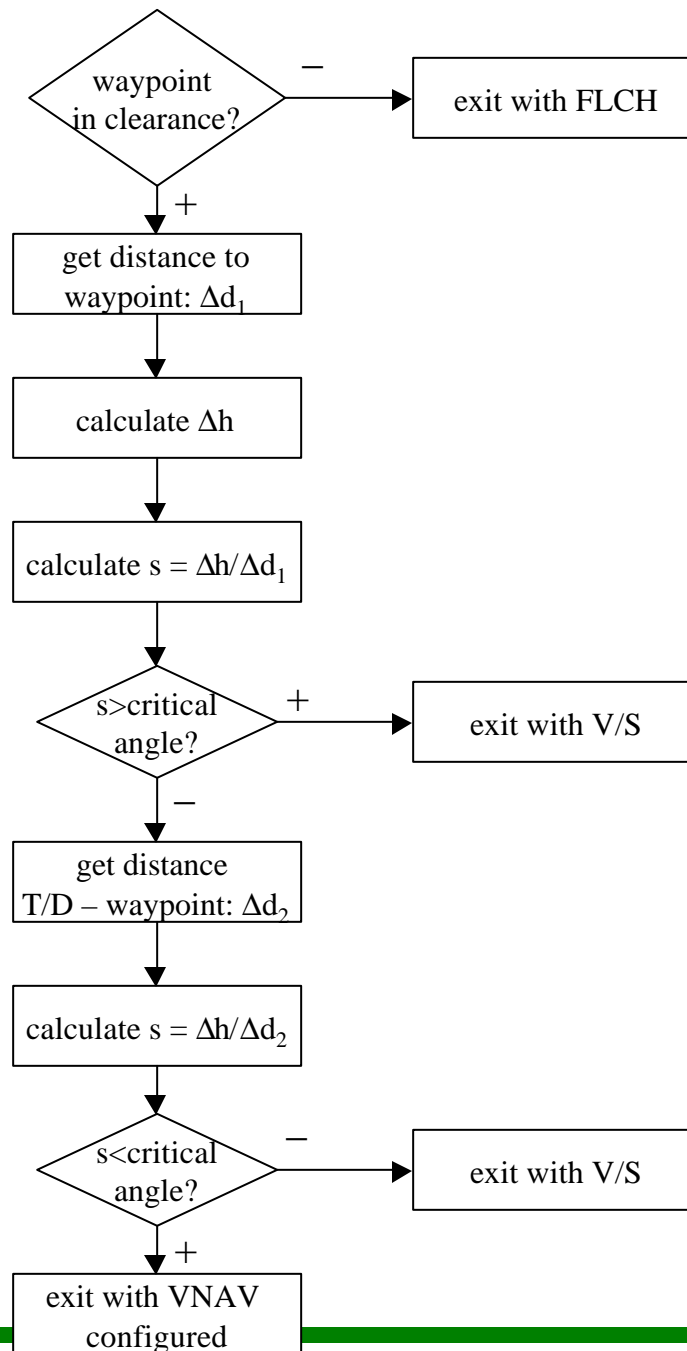 waypoint
in clearance?
−
exit with FLCH
+
get distance to
waypoint: Δd₁
calculate Δh
calculate s = Δh/Δd₁
s>critical
angle?
+
exit with V/S
−
get distance
T/D – waypoint: Δd₂
calculate s = Δh/Δd₂
s<critical
angle?
−
exit with V/S
+
exit with VNAV
configured